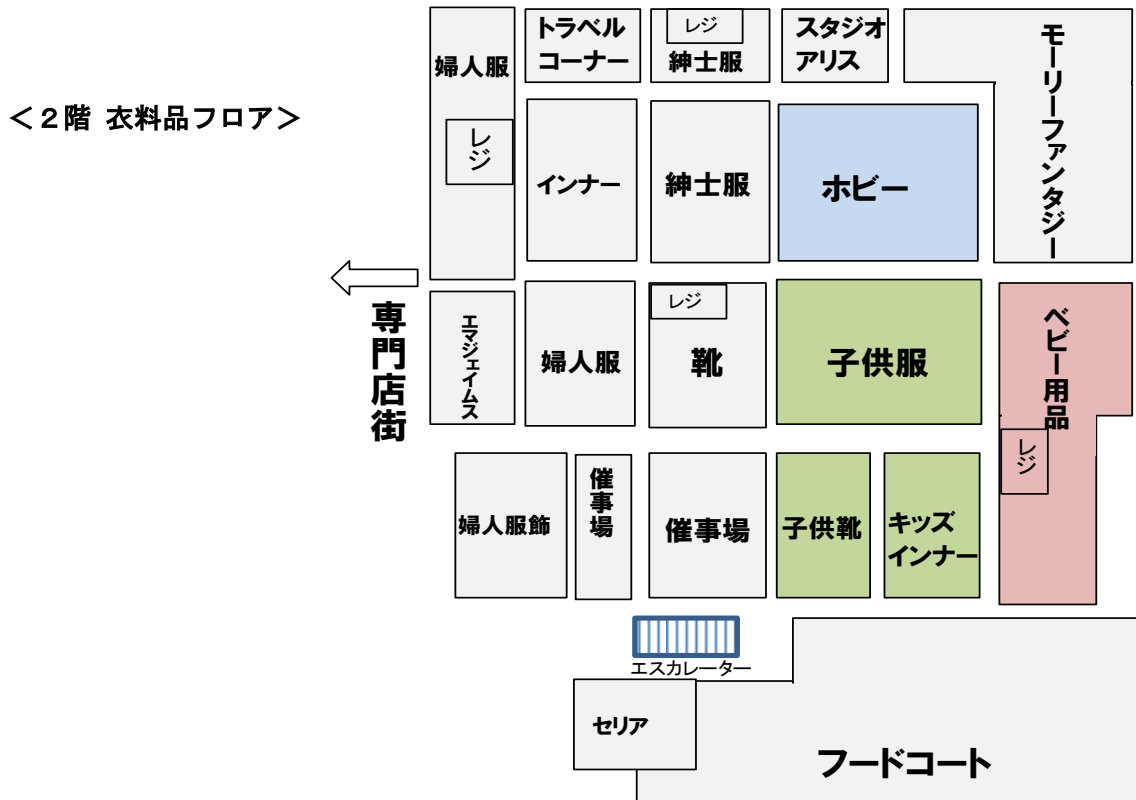 ＜２階 衣料品フロア＞
婦人服
レジ
トラベル
コーナー
レジ
紳士服
スタジオ
アリス
モーリーファンタジー
インナー
紳士服
ホビー
専門店街
エマジェイムス
婦人服
レジ
靴
子供服
ベビー用品
レジ
婦人服飾
催事場
催事場
子供靴
キッズ
インナー
エスカレーター
セリア
フードコート